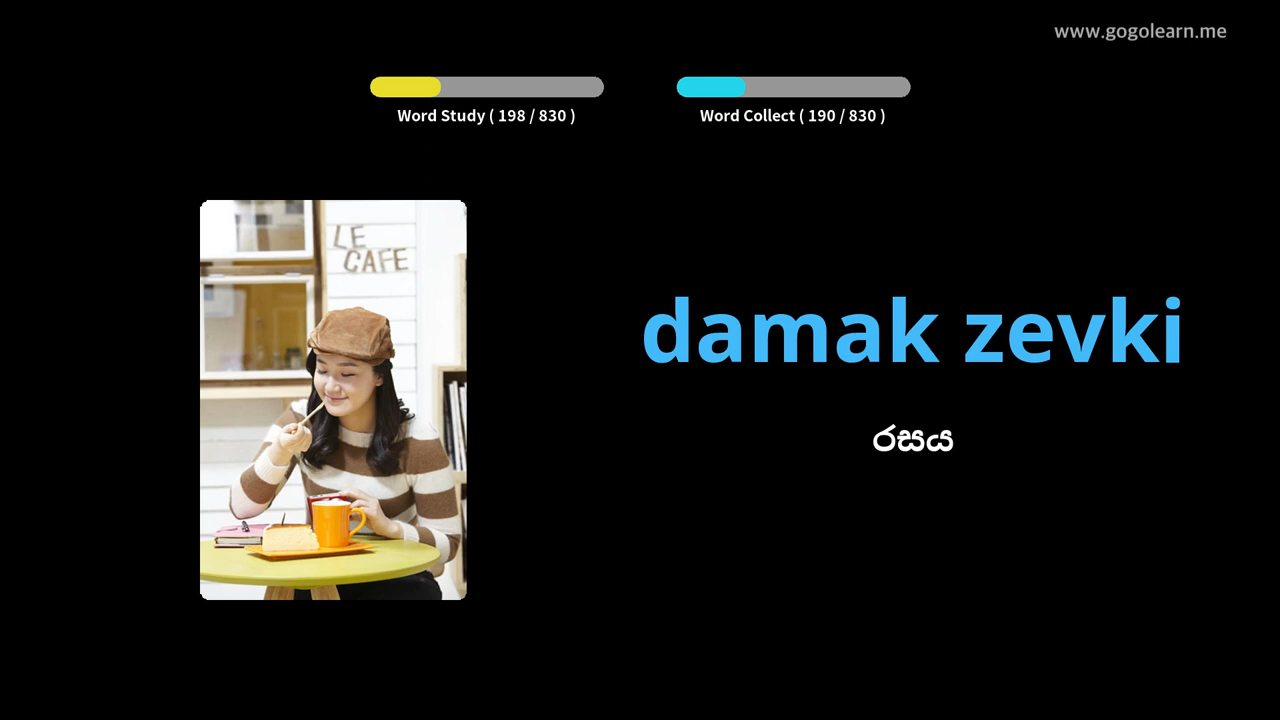 www.gogolearn.me
Word Study ( 198 / 830 )
Word Collect ( 190 / 830 )
LE
CAFE
damak zevki
රසය